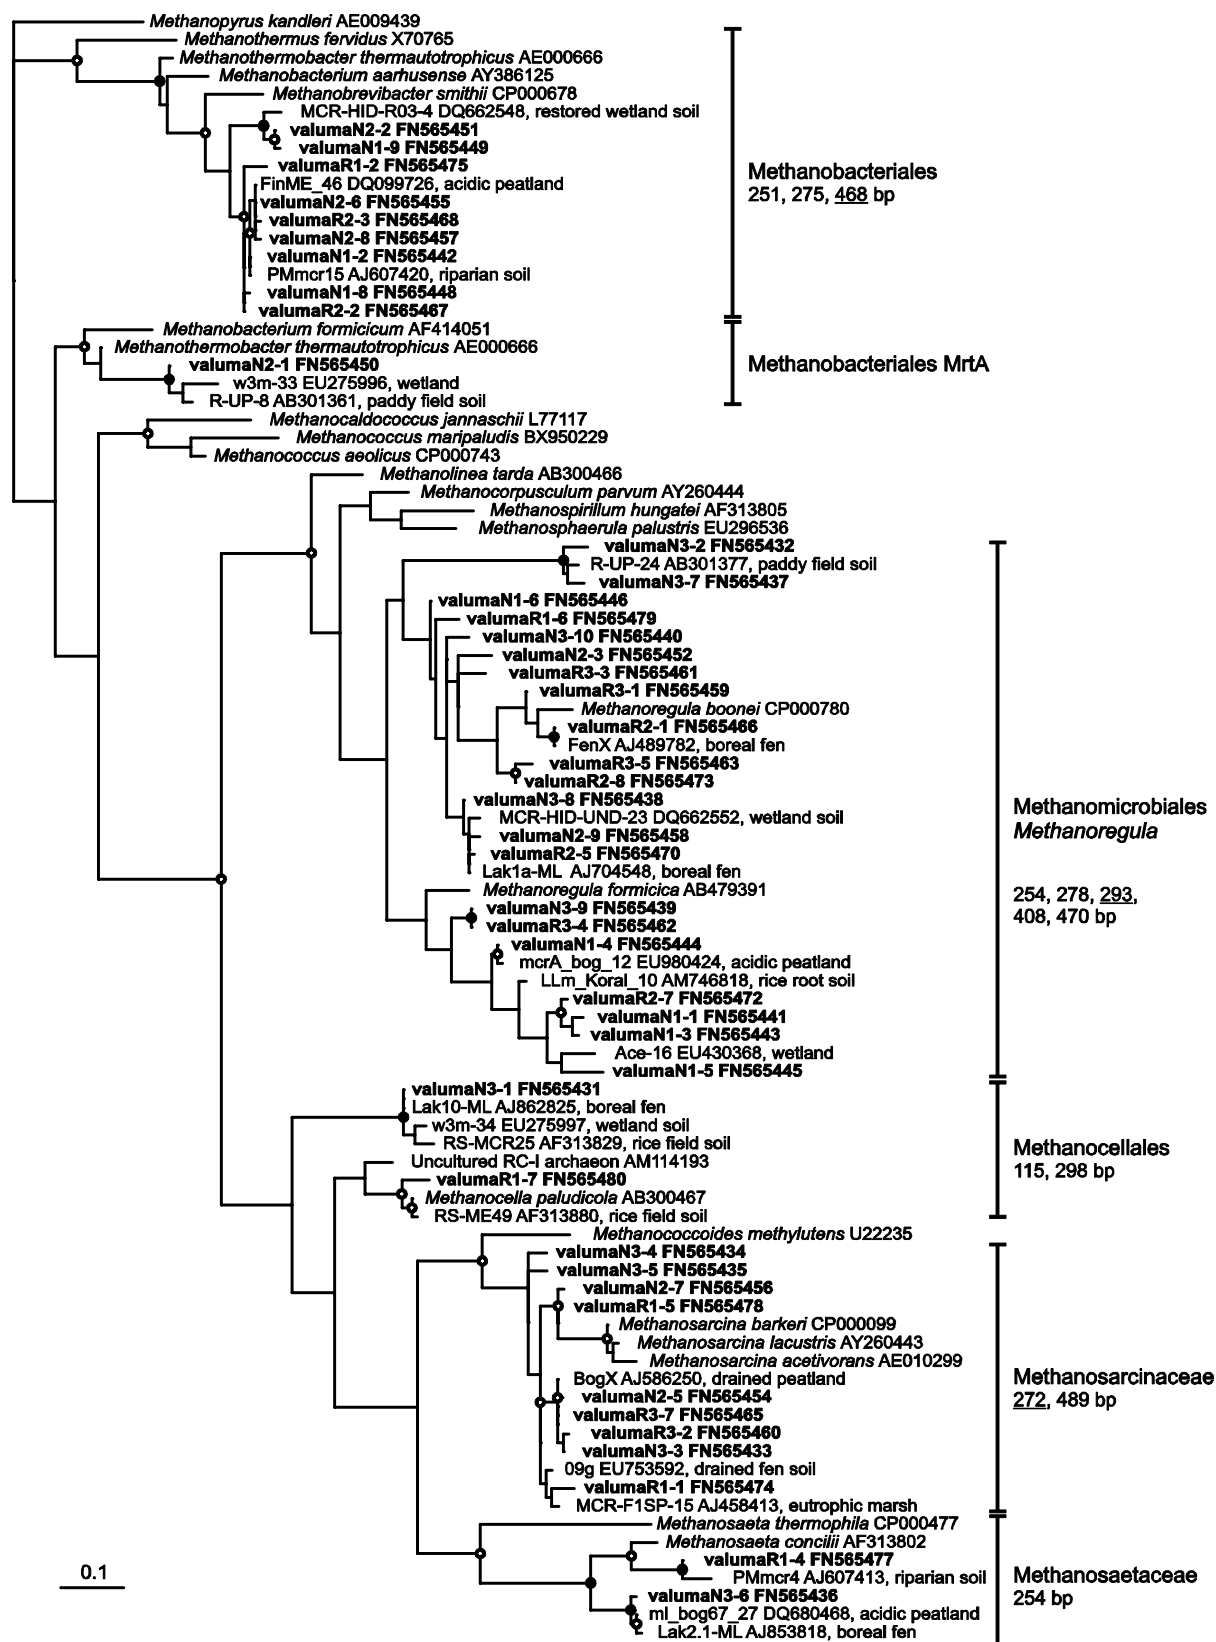 Methanopyrus kandleri AE009439
Methanothermus fervidus X70765
Methanothermobacter thermautotrophicus AE000666
Methanobacterium aarhusense AY386125
Methanobrevibacter smithii CP000678
MCR-HID-R03-4 DQ662548, restored wetland soil
valumaN2-2 FN565451
valumaN1-9 FN565449
valumaR1-2 FN565475
FinME_46 DQ099726, acidic peatland
valumaN2-6 FN565455
valumaR2-3 FN565468
valumaN2-8 FN565457
valumaN1-2 FN565442
PMmcr15 AJ607420, riparian soil
valumaN1-8 FN565448
valumaR2-2 FN565467
Methanobacteriales
251, 275, 468 bp
Methanobacterium formicicum AF414051
Methanothermobacter thermautotrophicus AE000666
valumaN2-1 FN565450
w3m-33 EU275996, wetland
R-UP-8 AB301361, paddy field soil
Methanobacteriales MrtA
Methanocaldococcus jannaschii L77117
Methanococcus maripaludis BX950229
Methanococcus aeolicus CP000743
Methanolinea tarda AB300466
Methanocorpusculum parvum AY260444
Methanospirillum hungatei AF313805
Methanosphaerula palustris EU296536
valumaN3-2 FN565432
R-UP-24 AB301377, paddy field soil
valumaN3-7 FN565437
valumaN1-6 FN565446
valumaR1-6 FN565479
valumaN3-10 FN565440
valumaN2-3 FN565452
valumaR3-3 FN565461
valumaR3-1 FN565459
Methanoregula boonei CP000780
valumaR2-1 FN565466
FenX AJ489782, boreal fen
valumaR3-5 FN565463
valumaR2-8 FN565473
valumaN3-8 FN565438
MCR-HID-UND-23 DQ662552, wetland soil
valumaN2-9 FN565458
valumaR2-5 FN565470
Lak1a-ML AJ704548, boreal fen
Methanoregula formicica AB479391
valumaN3-9 FN565439
valumaR3-4 FN565462
valumaN1-4 FN565444
mcrA_bog_12 EU980424, acidic peatland
LLm_Koral_10 AM746818, rice root soil
valumaR2-7 FN565472
valumaN1-1 FN565441
valumaN1-3 FN565443
Ace-16 EU430368, wetland
valumaN1-5 FN565445
Methanomicrobiales
Methanoregula
254, 278, 293,
408, 470 bp
valumaN3-1 FN565431
Lak10-ML AJ862825, boreal fen
w3m-34 EU275997, wetland soil
RS-MCR25 AF313829, rice field soil
Uncultured RC-I archaeon AM114193
valumaR1-7 FN565480
Methanocella paludicola AB300467
RS-ME49 AF313880, rice field soil
Methanocellales
115, 298 bp
Methanococcoides methylutens U22235
valumaN3-4 FN565434
valumaN3-5 FN565435
valumaN2-7 FN565456
valumaR1-5 FN565478
Methanosarcina barkeri CP000099
Methanosarcina lacustris AY260443
Methanosarcina acetivorans AE010299
BogX AJ586250, drained peatland
valumaN2-5 FN565454
valumaR3-7 FN565465
valumaR3-2 FN565460
valumaN3-3 FN565433
09g EU753592, drained fen soil
valumaR1-1 FN565474
MCR-F1SP-15 AJ458413, eutrophic marsh
Methanosarcinaceae
272, 489 bp
Methanosaeta thermophila CP000477
Methanosaeta concilii AF313802
valumaR1-4 FN565477
PMmcr4 AJ607413, riparian soil
valumaN3-6 FN565436
ml_bog67_27 DQ680468, acidic peatland
Lak2.1-ML AJ853818, boreal fen
Methanosaetaceae
254 bp
0.1